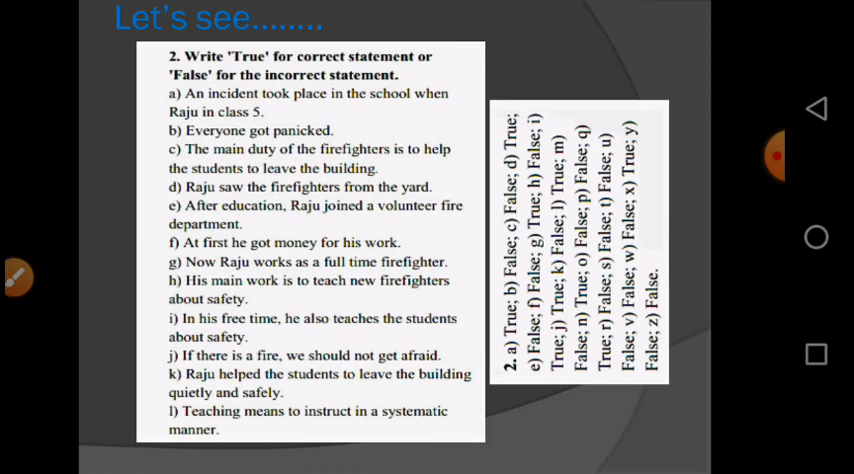 Let's see........
2. Write 'True' for correct statement or
'False' for the incorrect statement.
a) An incident took place in the school when
Raju in class 5.
b) Everyone got panicked.
c) The main duty of the firefighters is to help
the students to leave the building.
d) Raju saw the firefighters from the yard.
e) After education, Raju joined a volunteer fire
department.
f) At first he got money for his work.
g) Now Raju works as a full time firefighter.
h) His main work is to teach new firefighters
about safety.
i) In his free time, he also teaches the students
about safety.
j) If there is a fire, we should not get afraid.
k) Raju helped the students to leave the building
quietly and safely.
l) Teaching means to instruct in a systematic
manner.
2. a) True; b) False; c) False; d) True;
e) False; f) False; g) True; h) False; i)
True; j) True; k) False; l) True; m)
False; n) True; o) False; p) False; q)
True; r) False; s) False; t) False; u)
False; v) False; w) False; x) True; y)
False; z) False.